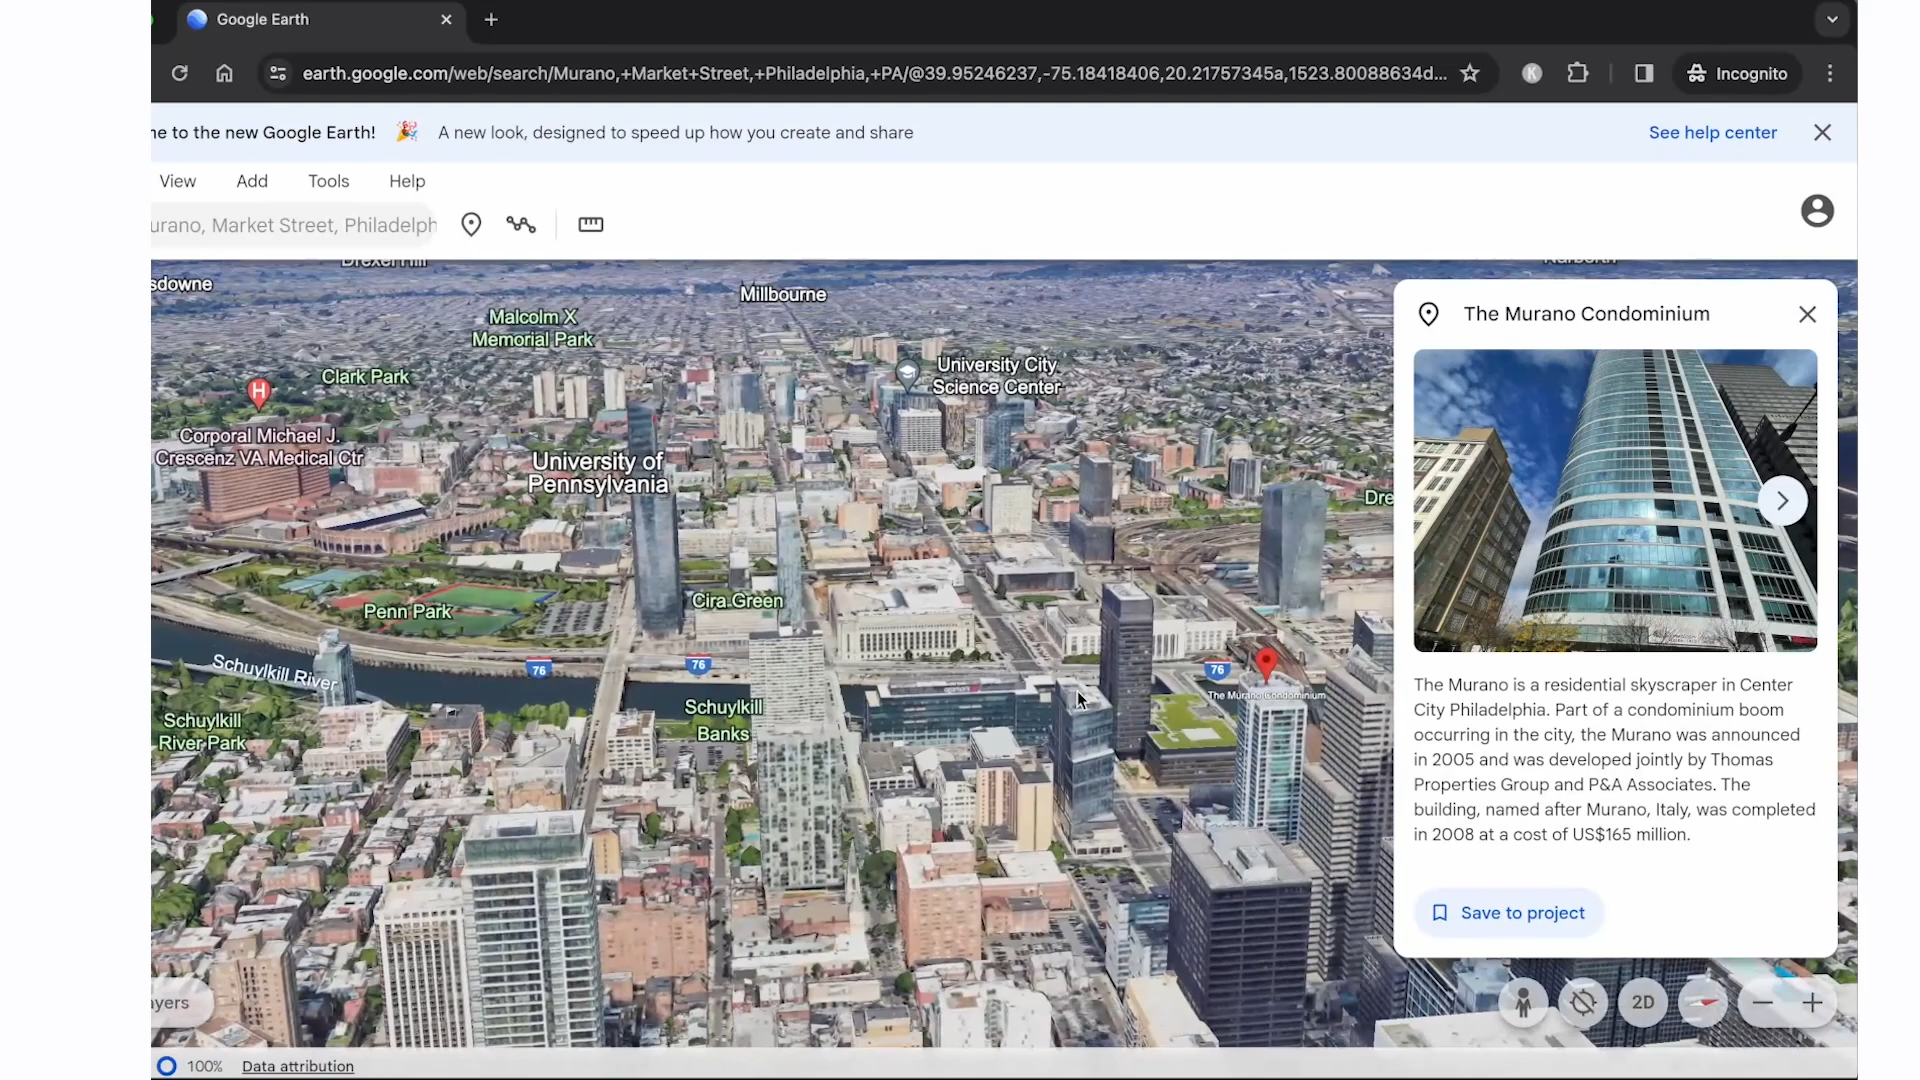 Google Earth
earth.google.com/web/search/Murano,+Market+Street,+Philadelphia,+PA/@39.95246237,-75.18418406,20.21757345a,1523.80088634d...
K
Incognito
ne to the new Google Earth!
A new look, designed to speed up how you create and share
See help center
View
Add
Tools
Help
urano, Market Street, Philadelph
Drexel Hill
Narberth
sdowne
Millbourne
Malcolm X
Memorial Park
Clark Park
University City
Science Center
H
Corporal Michael J.
Crescenz VA Medical Ctr
University of
Pennsylvania
Dre
Cira Green
Penn Park
Schuylkill River
76
76
76
The Murano Condominium
Schuylkill
Banks
Schuylkill
River Park
The Murano Condominium
The Murano is a residential skyscraper in Center
City Philadelphia. Part of a condominium boom
occurring in the city, the Murano was announced
in 2005 and was developed jointly by Thomas
Properties Group and P&A Associates. The
building, named after Murano, Italy, was completed
in 2008 at a cost of US$165 million.
Save to project
ayers
2D
100%
Data attribution